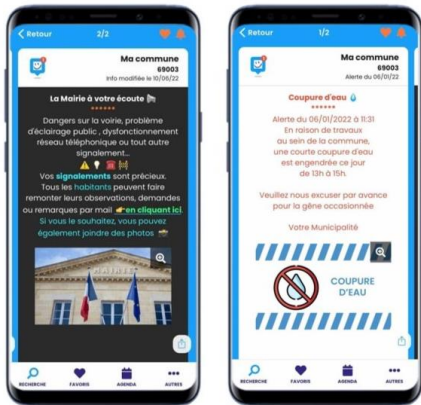 Retour
2/2
Ma commune
69003
Info modifiée le 10/06/22
La Mairie à votre écoute
******
Dangers sur la voirie, problème
d'éclairage public , dysfonctionnement
réseau téléphonique ou tout autre
signalement...
Vos signalements sont précieux.
Tous les habitants peuvent faire
remonter leurs observations, demandes
ou remarques par mail en cliquant ici
Si vous le souhaitez, vous pouvez
également joindre des photos
MAIRIE
RECHERCHE
FAVORIS
AGENDA
AUTRES
Retour
1/2
Ma commune
69003
Alerte du 06/01/22
Coupure d'eau
******
Alerte du 06/01/2022 à 11:31
En raison de travaux
au sein de la commune,
une courte coupure d'eau
est engendrée ce jour
de 13h à 15h.
Veuillez nous excuser par avance
pour la gêne occasionnée
Votre Municipalité
COUPURE
D'EAU
RECHERCHE
FAVORIS
AGENDA
AUTRES